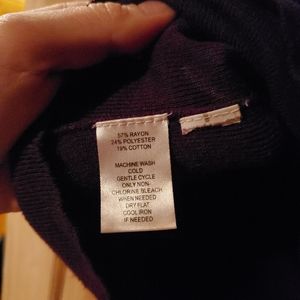 57% RAYON
24% POLYESTER
19% COTTON
MACHINE WASH
COLD
GENTLE CYCLE
ONLY NON-
CHLORINE BLEACH
WHEN NEEDED
DRY FLAT
COOL IRON
IF NEEDED